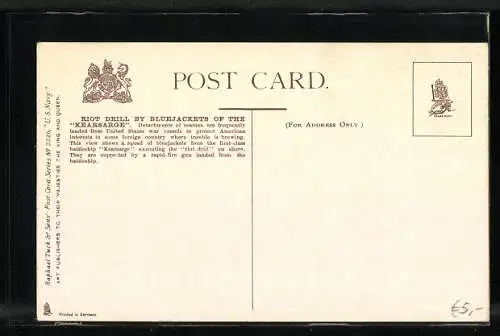 POST CARD.
RIOT DRILL BY BLUEJACKETS OF THE
"KEARSARGE". Detachments of seamen are frequently
landed from United States war vessels to protect American
interests in some foreign country where trouble is brewing.
This view shows a squad of bluejackets from the first-class
battleship "Kearsarge" executing the "riot drill" on shore.
They are supported by a rapid-fire gun landed from the
battleship.
(FOR ADDRESS ONLY)
Raphael Tuck & Sons' Post Card Series Nº 2326, "U.S. Navy."
ART PUBLISHERS TO THEIR MAJESTIES THE KING AND QUEEN.
Printed in Germany
€5,-